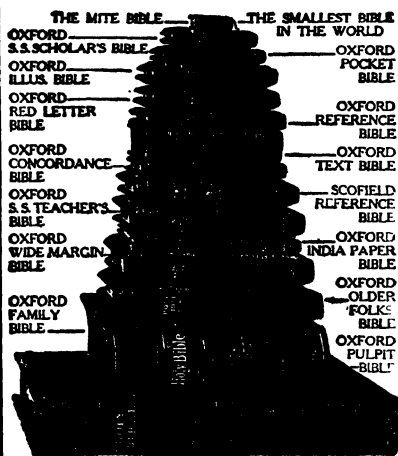 THE MITE BIBLE
THE SMALLEST BIBLE
IN THE WORLD
OXFORD
S.S. SCHOLAR'S BIBLE
OXFORD
ILLUS. BIBLE
OXFORD
RED LETTER
BIBLE
OXFORD
CONCORDANCE
BIBLE
OXFORD
S.S. TEACHER'S
BIBLE
OXFORD
WIDE MARGIN
BIBLE
OXFORD
FAMILY
BIBLE
OXFORD
POCKET
BIBLE
OXFORD
REFERENCE
BIBLE
OXFORD
TEXT BIBLE
SCOFIELD
REFERENCE
BIBLE
OXFORD
INDIA PAPER
BIBLE
OXFORD
OLDER
FOLKS
BIBLE
OXFORD
PULPIT
BIBLE
Holy Bible